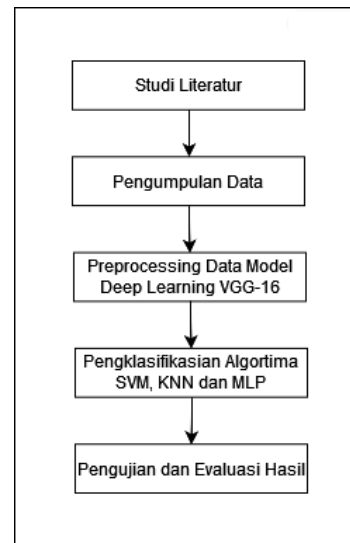 Studi Literatur
Pengumpulan Data
Preprocessing Data Model
Deep Learning VGG-16
Pengklasifikasian Algortima
SVM, KNN dan MLP
Pengujian dan Evaluasi Hasil